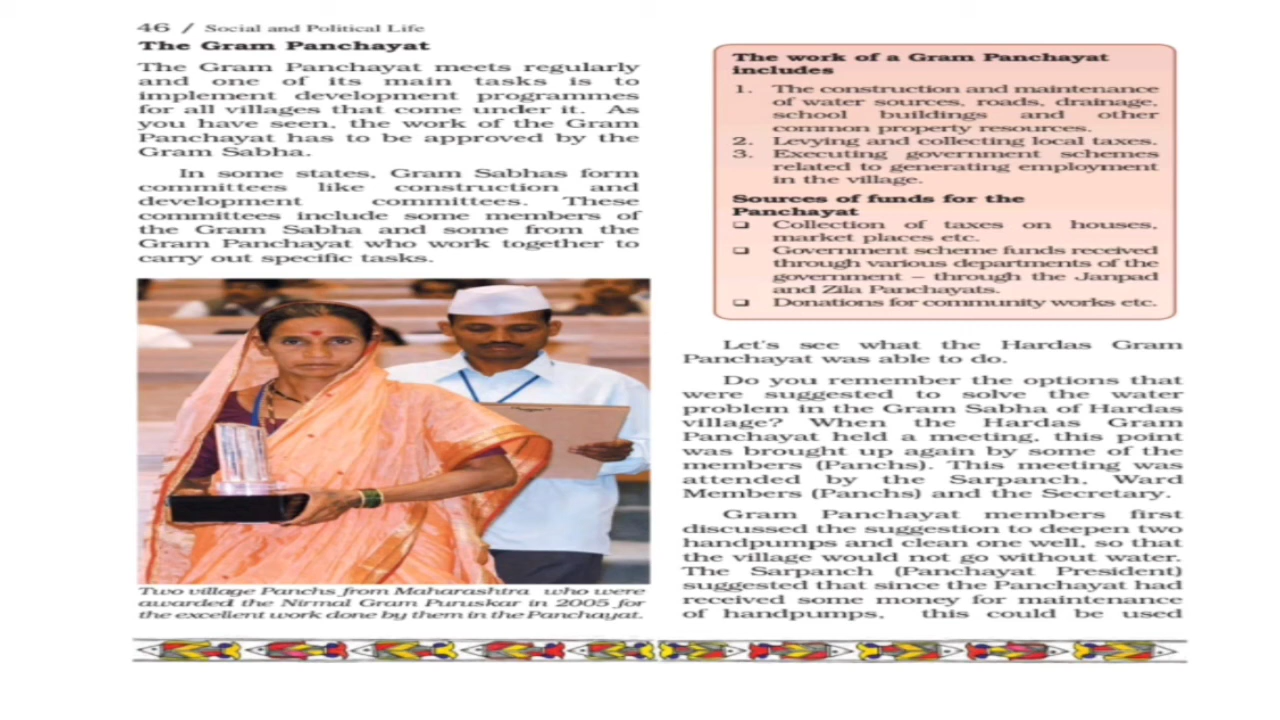 46 / Social and Political Life
The Gram Panchayat
The Gram Panchayat meets regularly
and one of its main tasks is to
implement development programmes
for all villages that come under it. As
you have seen, the work of the Gram
Panchayat has to be approved by the
Gram Sabha.
In some states, Gram Sabhas form
committees like construction and
development committees. These
committees include some members of
the Gram Sabha and some from the
Gram Panchayat who work together to
carry out specific tasks.
Two village Panchs from Maharashtra who were
awarded the Nirmal Gram Puruskar in 2005 for
the excellent work done by them in the Panchayat.
The work of a Gram Panchayat
includes
1. The construction and maintenance
of water sources, roads, drainage,
school buildings and other
common property resources.
2. Levying and collecting local taxes.
3. Executing government schemes
related to generating employment
in the village.
Sources of funds for the
Panchayat
❑ Collection of taxes on houses,
market places etc.
❑ Government scheme funds received
through various departments of the
government – through the Janpad
and Zila Panchayats.
❑ Donations for community works etc.
Let's see what the Hardas Gram
Panchayat was able to do.
Do you remember the options that
were suggested to solve the water
problem in the Gram Sabha of Hardas
village? When the Hardas Gram
Panchayat held a meeting, this point
was brought up again by some of the
members (Panchs). This meeting was
attended by the Sarpanch, Ward
Members (Panchs) and the Secretary.
Gram Panchayat members first
discussed the suggestion to deepen two
handpumps and clean one well, so that
the village would not go without water.
The Sarpanch (Panchayat President)
suggested that since the Panchayat had
received some money for maintenance
of handpumps, this could be used